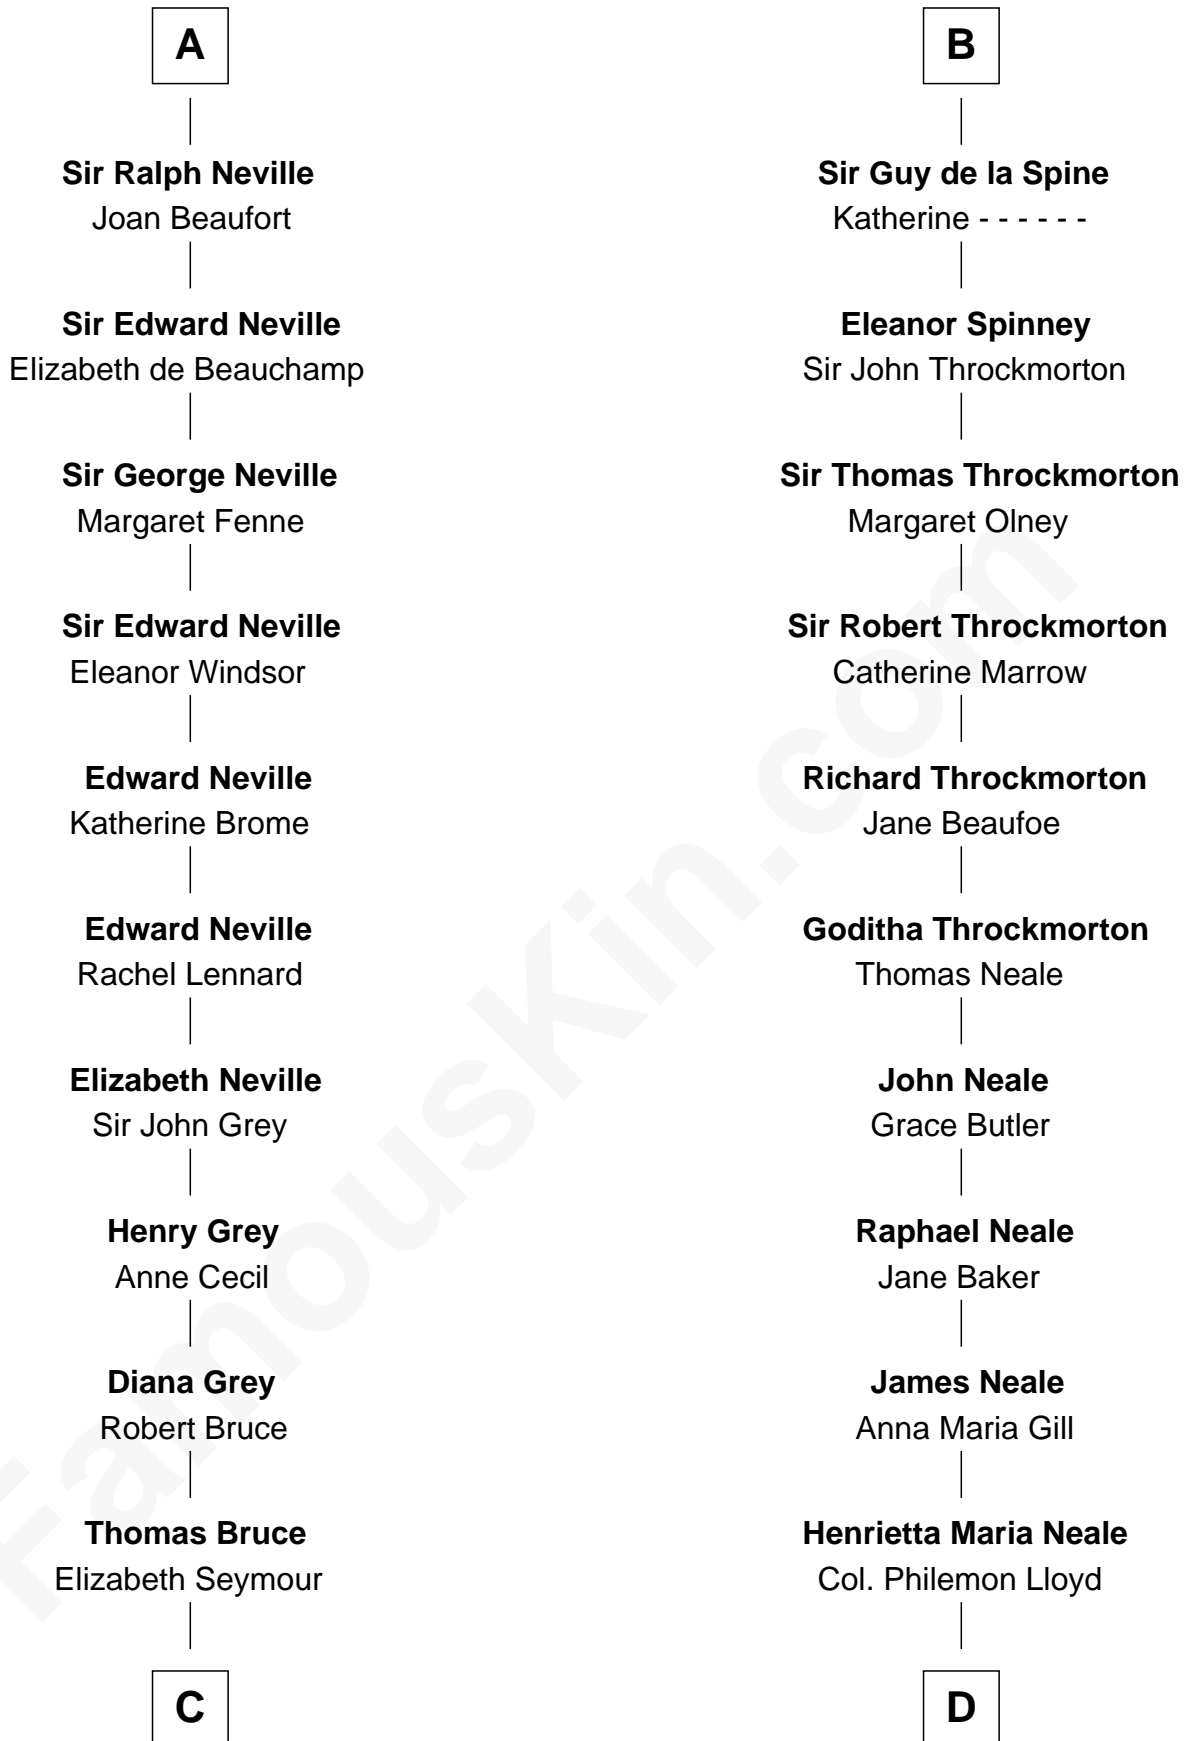 A
Sir Ralph Neville
Joan Beaufort
Sir Edward Neville
Elizabeth de Beauchamp
Sir George Neville
Margaret Fenne
Sir Edward Neville
Eleanor Windsor
Edward Neville
Katherine Brome
Edward Neville
Rachel Lennard
Elizabeth Neville
Sir John Grey
Henry Grey
Anne Cecil
Diana Grey
Robert Bruce
Thomas Bruce
Elizabeth Seymour
C
B
Sir Guy de la Spine
Katherine - - - - - -
Eleanor Spinney
Sir John Throckmorton
Sir Thomas Throckmorton
Margaret Olney
Sir Robert Throckmorton
Catherine Marrow
Richard Throckmorton
Jane Beaufoe
Goditha Throckmorton
Thomas Neale
John Neale
Grace Butler
Raphael Neale
Jane Baker
James Neale
Anna Maria Gill
Henrietta Maria Neale
Col. Philemon Lloyd
D
FamousKin.com